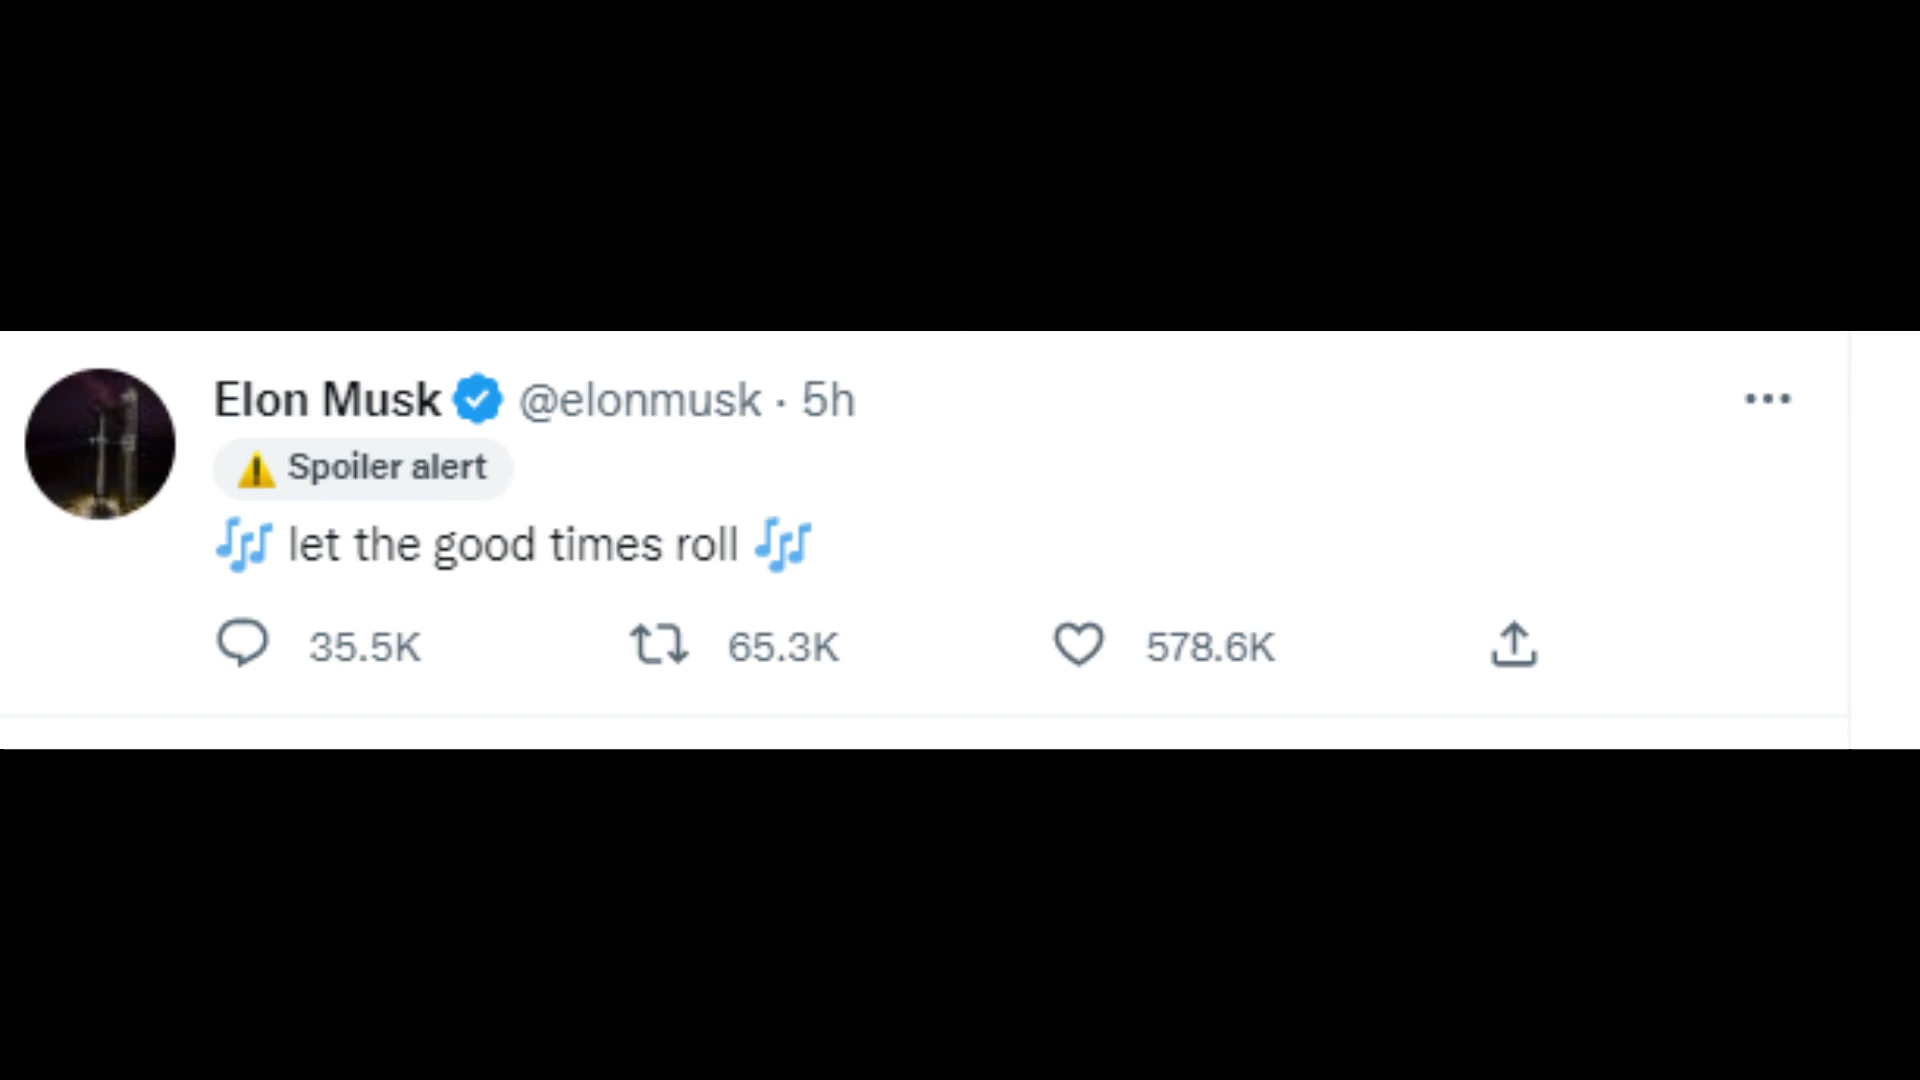 Elon Musk @elonmusk · 5h
⚠️ Spoiler alert
🎶 let the good times roll 🎶
35.5K 65.3K 578.6K